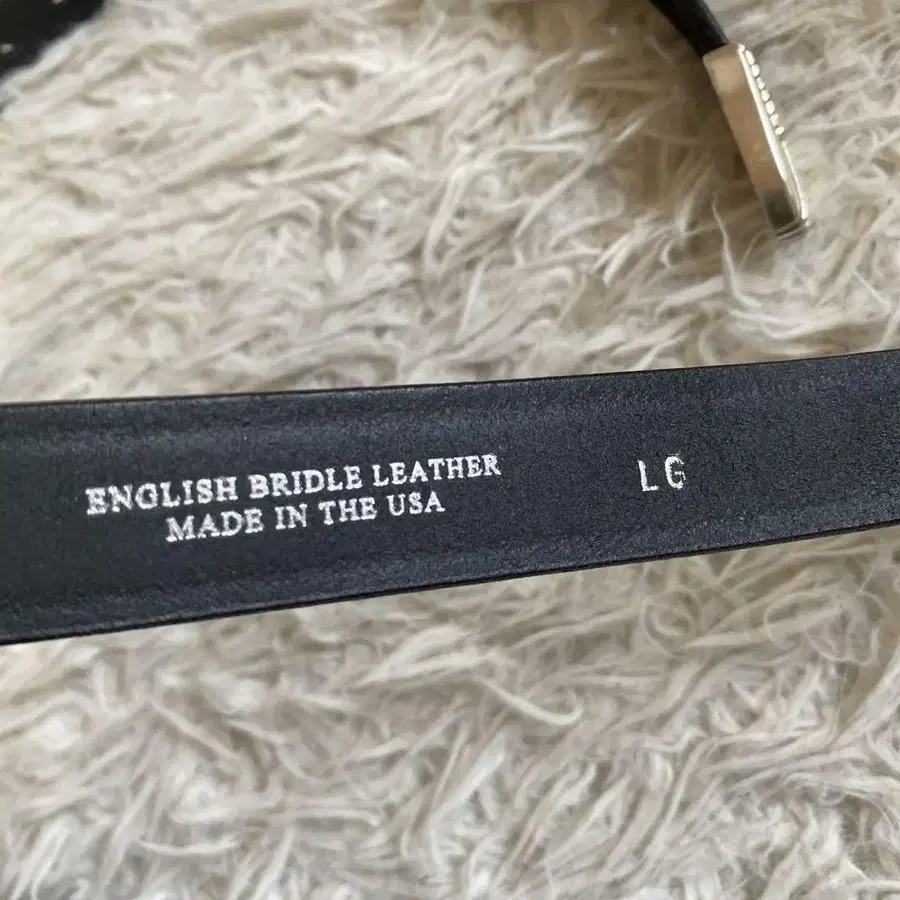 ENGLISH BRIDLE LEATHER
MADE IN THE USA
LG